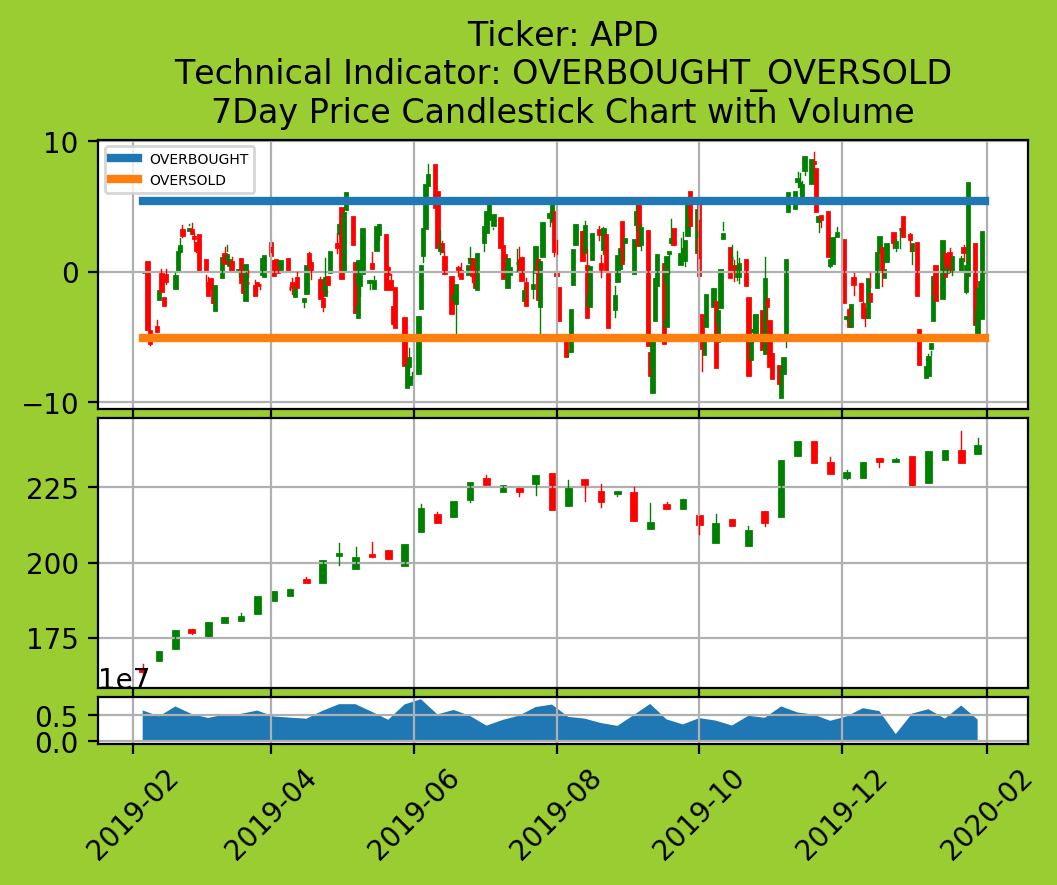 Ticker: APD
Technical Indicator: OVERBOUGHT_OVERSOLD
7Day Price Candlestick Chart with Volume
OVERBOUGHT
OVERSOLD
10
0
−10
225
200
175
1e7
0.5
0.0
2019-02
2019-04
2019-06
2019-08
2019-10
2019-12
2020-02